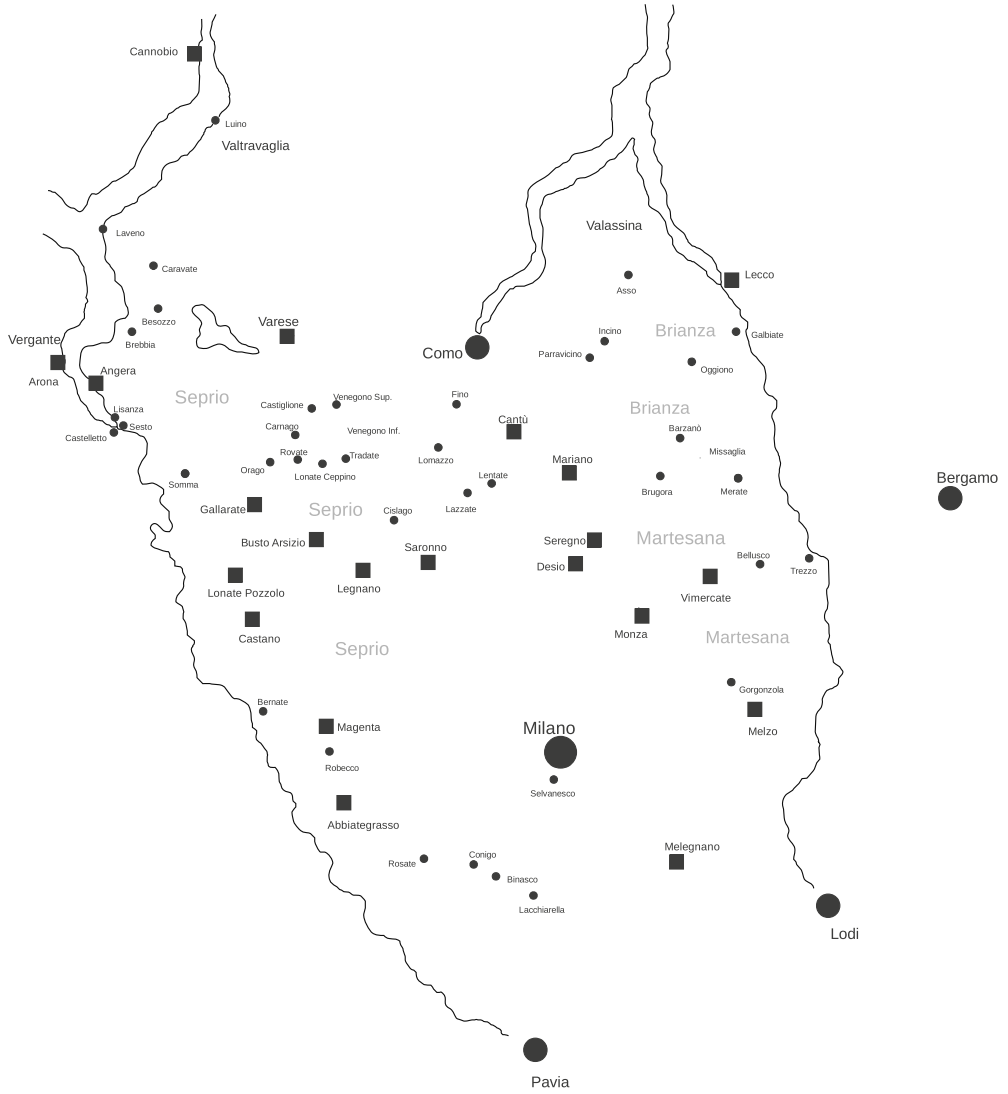 Cannobio
Luino
Valtravaglia
Laveno
Valassina
Caravate
Lecco
Asso
Besozzo
Varese
Brebbia
Vergante
Incino
Brianza
Galbiate
Como
Parravicino
Angera
Oggiono
Arona
Seprio
Venegono Sup.
Fino
Castiglione
Lisanza
Brianza
Cantù
Sesto
Carnago
Venegono Inf.
Barzanò
Castelletto
Rovate
Tradate
Missaglia
Lomazzo
Mariano
Orago
Lonate Ceppino
Lentate
Somma
Bergamo
Brugora
Merate
Gallarate
Seprio
Cislago
Lazzate
Busto Arsizio
Seregno
Martesana
Saronno
Bellusco
Desio
Trezzo
Legnano
Lonate Pozzolo
Vimercate
Castano
Monza
Martesana
Seprio
Gorgonzola
Bernate
Magenta
Milano
Melzo
Robecco
Selvanesco
Abbiategrasso
Melegnano
Rosate
Conigo
Binasco
Lacchiarella
Lodi
Pavia